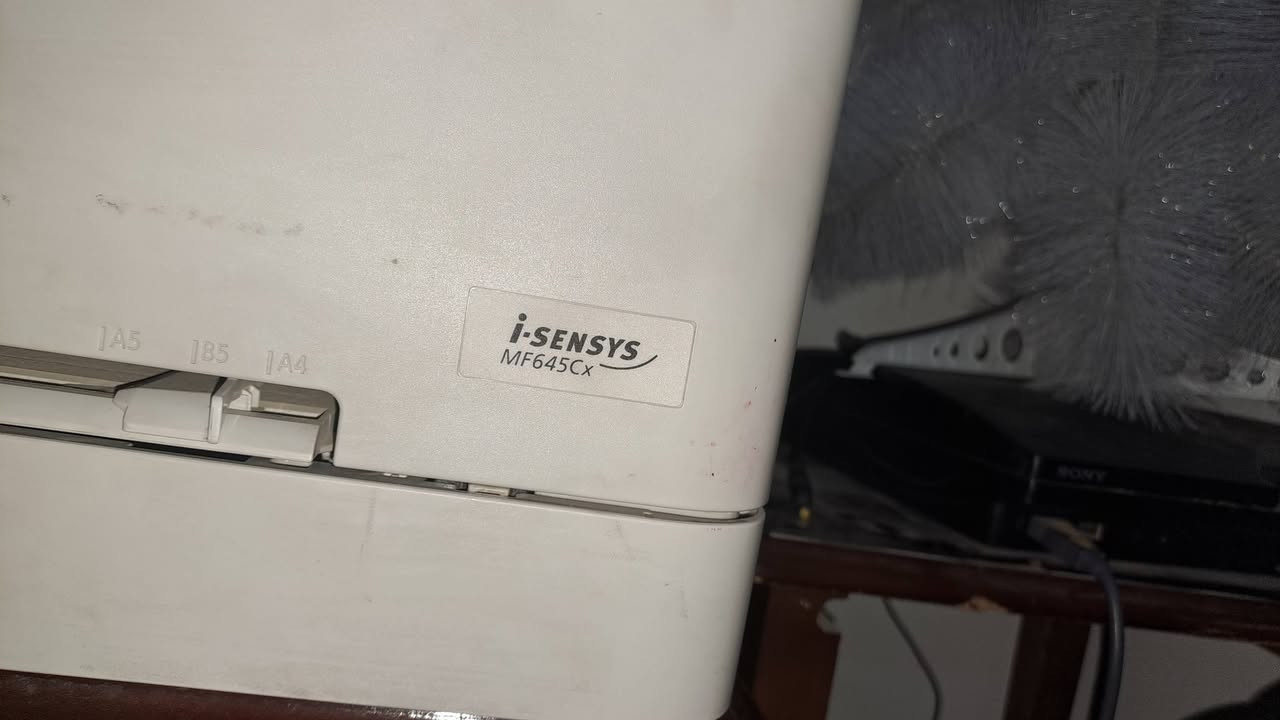 A5 B5 A4
i-SENSYS
MF645Cx
SONY